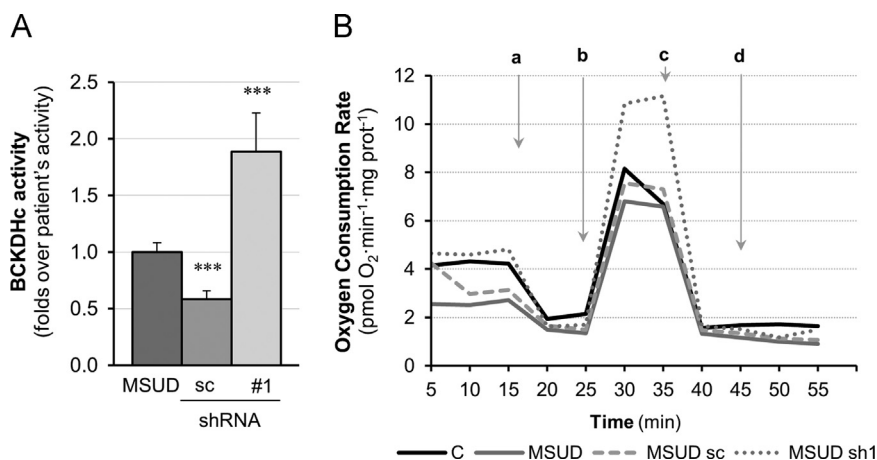 A
BCKDHc activity
(folds over patient's activity)
2.5
2.0
1.5
1.0
0.5
0.0
***
***
MSUD sc #1
shRNA
B
a b c d
Oxygen Consumption Rate
(pmol O₂·min⁻¹·mg prot⁻¹)
12
10
8
6
4
2
0
5 10 15 20 25 30 35 40 45 50 55
Time (min)
C MSUD MSUD sc MSUD sh1